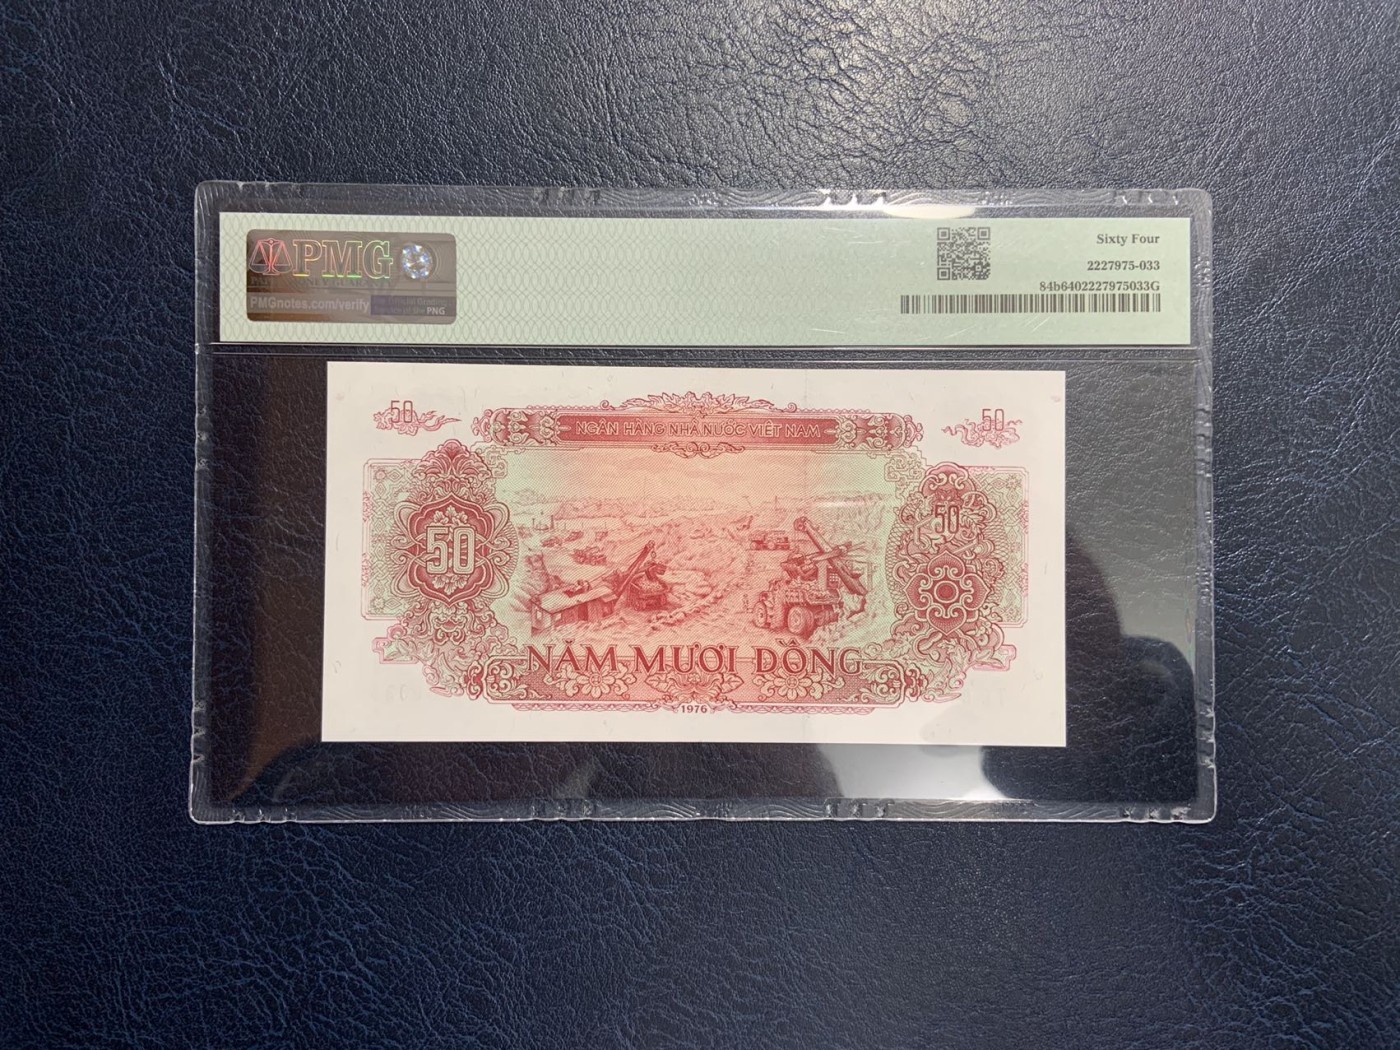 PMG
PMGnotes.com/verify
PNG
Sixty Four
2227975-033
84b6402227975033G
50
50
NGÂN HÀNG NHÀ NƯỚC VIỆT NAM
50
50
NĂM MƯƠI ĐỒNG
1976